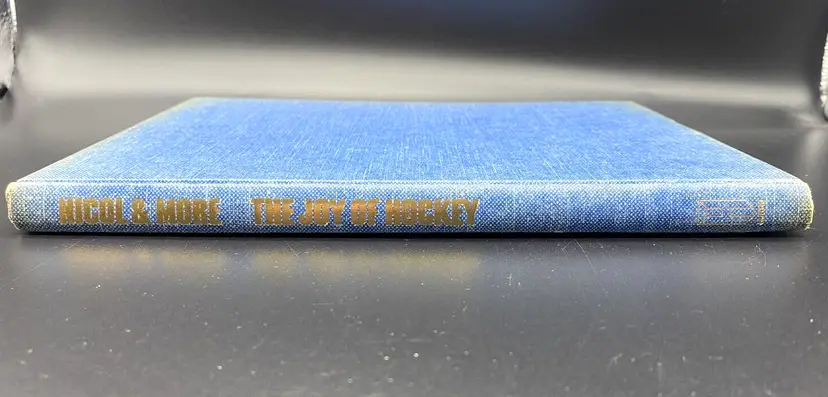 NICOL & MORE THE JOY OF HOCKEY